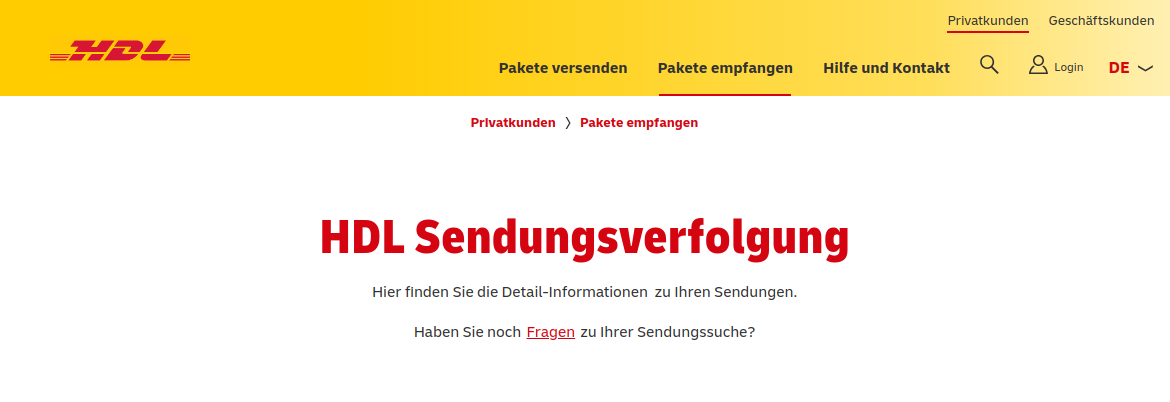 Privatkunden Geschäftskunden
HDL
Pakete versenden Pakete empfangen Hilfe und Kontakt Login DE
Privatkunden Pakete empfangen
HDL Sendungsverfolgung
Hier finden Sie die Detail-Informationen zu Ihren Sendungen.
Haben Sie noch Fragen zu Ihrer Sendungssuche?